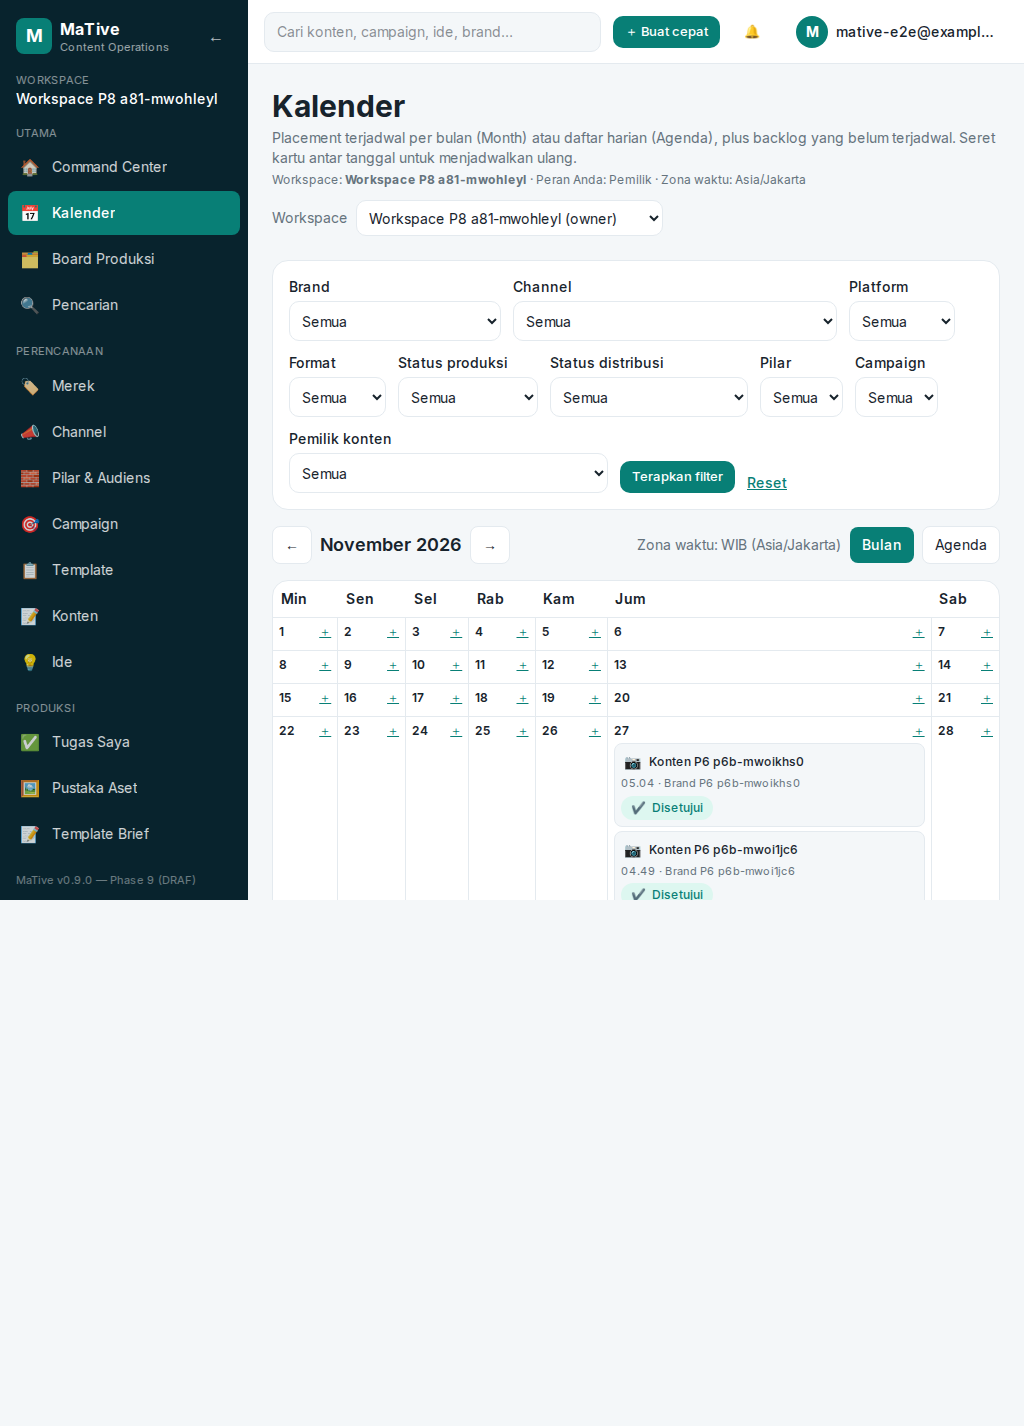 M
MaTive
Content Operations
←
WORKSPACE
Workspace P8 a81-mwohleyl
UTAMA
Command Center
Kalender
Board Produksi
Pencarian
PERENCANAAN
Merek
Channel
Pilar & Audiens
Campaign
Template
Konten
Ide
PRODUKSI
Tugas Saya
Pustaka Aset
Template Brief
MaTive v0.9.0 — Phase 9 (DRAF)
Cari konten, campaign, ide, brand...
+ Buat cepat
M
mative-e2e@exampl...
Kalender
Placement terjadwal per bulan (Month) atau daftar harian (Agenda), plus backlog yang belum terjadwal. Seret
kartu antar tanggal untuk menjadwalkan ulang.
Workspace: Workspace P8 a81-mwohleyl · Peran Anda: Pemilik · Zona waktu: Asia/Jakarta
Workspace Workspace P8 a81-mwohleyl (owner)
Brand Channel Platform
Semua Semua Semua
Format Status produksi Status distribusi Pilar Campaign
Semua Semua Semua Semua Semua
Pemilik konten
Semua Terapkan filter Reset
← November 2026 → Zona waktu: WIB (Asia/Jakarta) Bulan Agenda
Min Sen Sel Rab Kam Jum Sab
1 + 2 + 3 + 4 + 5 + 6 + 7 +
8 + 9 + 10 + 11 + 12 + 13 + 14 +
15 + 16 + 17 + 18 + 19 + 20 + 21 +
22 + 23 + 24 + 25 + 26 + 27 + 28 +
Konten P6 p6b-mwoikhs0
05.04 · Brand P6 p6b-mwoikhs0
Disetujui
Konten P6 p6b-mwoi1jc6
04.49 · Brand P6 p6b-mwoi1jc6
Disetujui